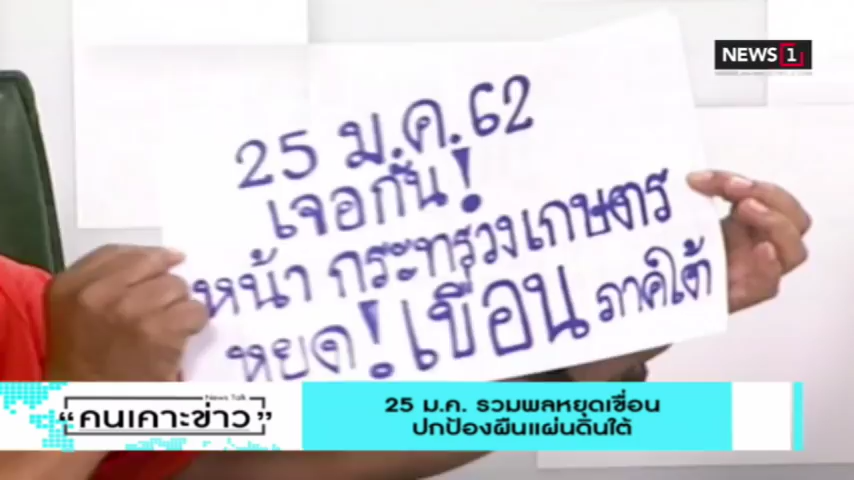 NEWS 1
25 ม.ค.62
เจอกัน!
หน้า กระทรวงเกษตร
หยุด! เขื่อน ภาคใต้
News Talk
"คนเคาะข่าว"
25 ม.ค. รวมพลหยุดเขื่อน
ปกป้องผืนแผ่นดินใต้